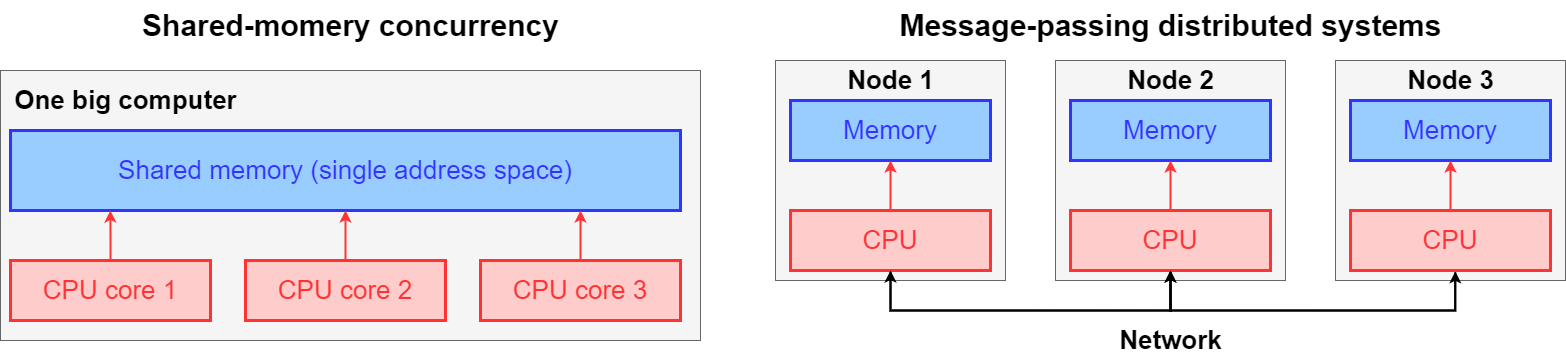 Shared-momery concurrency
One big computer
Shared memory (single address space)
CPU core 1
CPU core 2
CPU core 3
Message-passing distributed systems
Node 1
Memory
CPU
Node 2
Memory
CPU
Node 3
Memory
CPU
Network